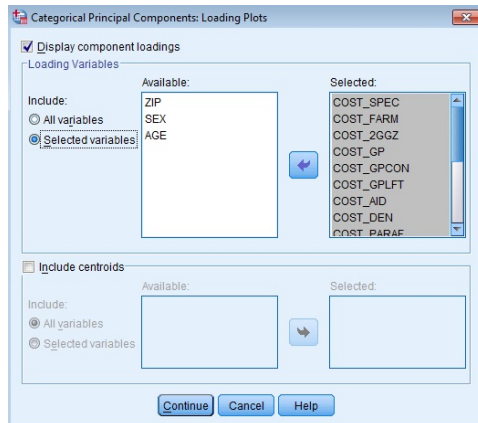 Categorical Principal Components: Loading Plots
Display component loadings
Loading Variables
Available:
Selected:
Include:
All variables
Selected variables
ZIP
SEX
AGE
COST_SPEC
COST_FARM
COST_2GGZ
COST_GP
COST_GPCON
COST_GPLFT
COST_AID
COST_DEN
COST_PARAF
Include centroids
Available:
Selected:
Include:
All variables
Selected variables
Continue
Cancel
Help